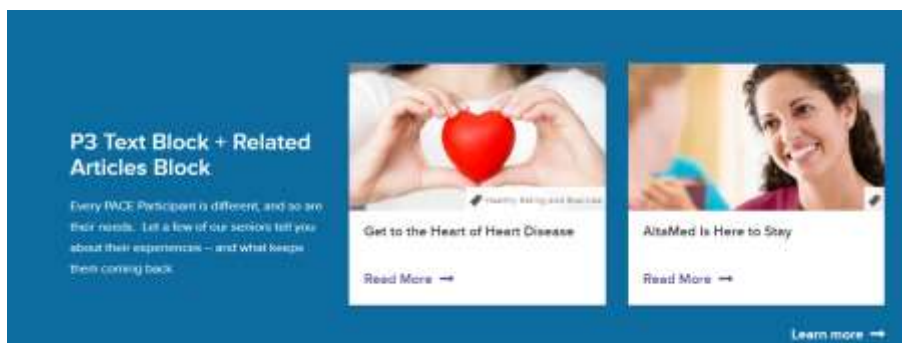 P3 Text Block + Related
Articles Block
Every PACE Participant is different, and so are
their needs. Let a few of our seniors tell you
about their experiences – and what keeps
them coming back
Healthy Eating and Exercise
Get to the Heart of Heart Disease
Read More
AltaMed Is Here to Stay
Read More
Learn more